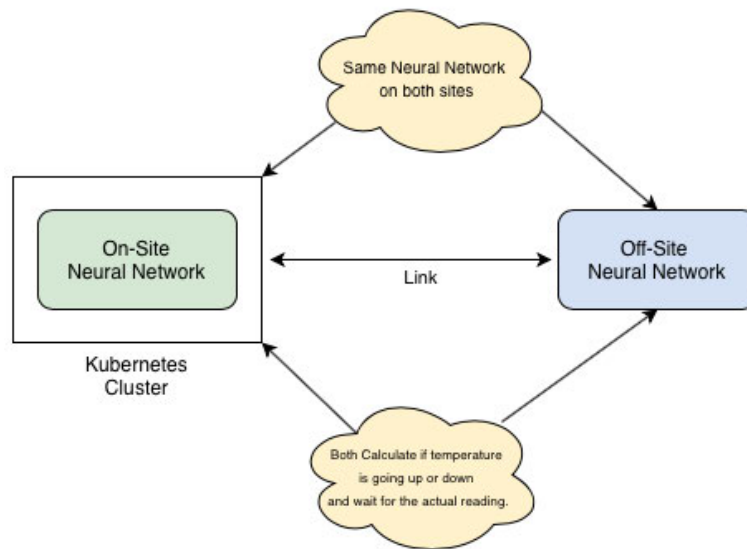 Same Neural Network
on both sites
On-Site
Neural Network
Off-Site
Neural Network
Link
Kubernetes
Cluster
Both Calculate if temperature
is going up or down
and wait for the actual reading.